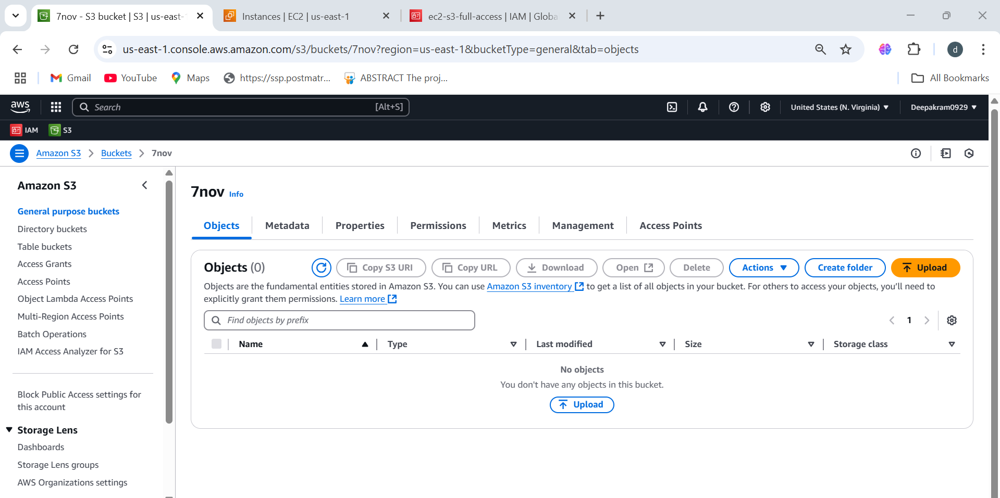 7nov - S3 bucket | S3 | us-east-
Instances | EC2 | us-east-1
ec2-s3-full-access | IAM | Globa
us-east-1.console.aws.amazon.com/s3/buckets/7nov?region=us-east-1&bucketType=general&tab=objects
d
Gmail
YouTube
Maps
https://ssp.postmatr...
ABSTRACT The proj...
All Bookmarks
aws
Search
[Alt+S]
United States (N. Virginia)
Deepakram0929
IAM
S3
Amazon S3
Buckets
7nov
Amazon S3
General purpose buckets
Directory buckets
Table buckets
Access Grants
Access Points
Object Lambda Access Points
Multi-Region Access Points
Batch Operations
IAM Access Analyzer for S3
Block Public Access settings for
this account
Storage Lens
Dashboards
Storage Lens groups
AWS Organizations settings
7nov Info
Objects
Metadata
Properties
Permissions
Metrics
Management
Access Points
Objects (0)
Copy S3 URI
Copy URL
Download
Open
Delete
Actions
Create folder
Upload
Objects are the fundamental entities stored in Amazon S3. You can use Amazon S3 inventory to get a list of all objects in your bucket. For others to access your objects, you'll need to
explicitly grant them permissions. Learn more
Find objects by prefix
1
Name
Type
Last modified
Size
Storage class
No objects
You don't have any objects in this bucket.
Upload